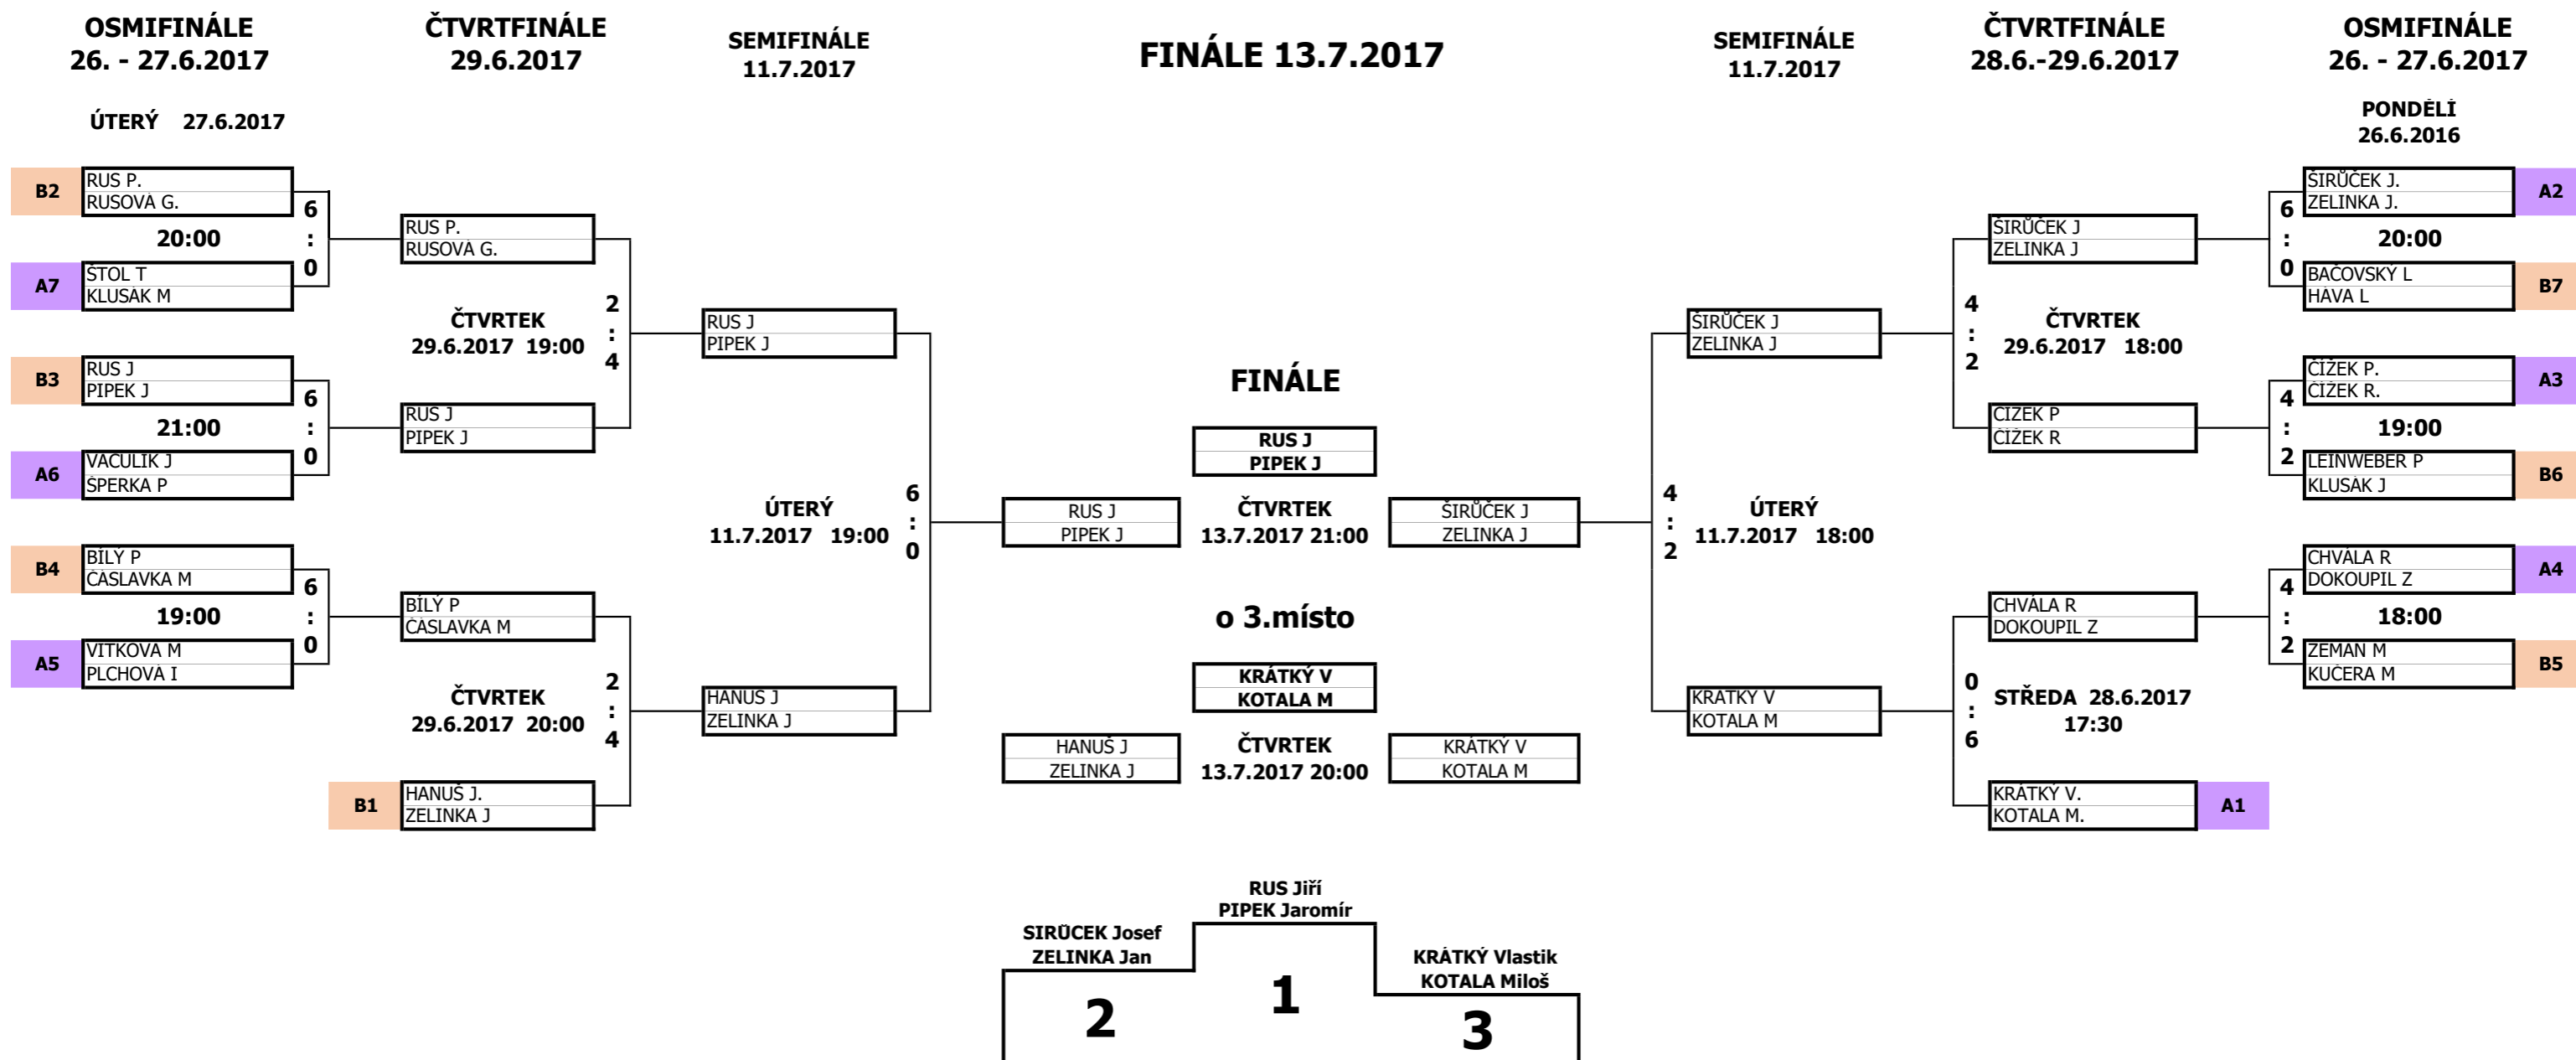 OSMIFINÁLE
26. - 27.6.2017
ČTVRTFINÁLE
29.6.2017
SEMIFINÁLE
11.7.2017
FINÁLE 13.7.2017
SEMIFINÁLE
11.7.2017
ČTVRTFINÁLE
28.6.-29.6.2017
OSMIFINÁLE
26. - 27.6.2017
ÚTERÝ 27.6.2017
PONDĚLÍ
26.6.2016
B2
RUS P.
RUSOVÁ G.
20:00
6
:
0
A7
ŠTOL T
KLUSÁK M
B3
RUS J
PIPEK J
21:00
6
:
0
A6
VACULÍK J
ŠPERKA P
B4
BÍLÝ P
ČÁSLAVKA M
19:00
6
:
0
A5
VÍTKOVÁ M
PLCHOVÁ I
RUS P.
RUSOVÁ G.
ČTVRTEK
29.6.2017 19:00
2
:
4
RUS J
PIPEK J
BÍLÝ P
ČÁSLAVKA M
ČTVRTEK
29.6.2017 20:00
2
:
4
B1
HANUŠ J.
ZELINKA J
RUS J
PIPEK J
ÚTERÝ
11.7.2017 19:00
6
:
0
HANUŠ J
ZELINKA J
FINÁLE
RUS J
PIPEK J
RUS J
PIPEK J
ČTVRTEK
13.7.2017 21:00
ŠIRŮČEK J
ZELINKA J
o 3.místo
KRÁTKÝ V
KOTALA M
HANUŠ J
ZELINKA J
ČTVRTEK
13.7.2017 20:00
KRÁTKÝ V
KOTALA M
ŠIRŮČEK J
ZELINKA J
4
:
2
ÚTERÝ
11.7.2017 18:00
KRÁTKÝ V
KOTALA M
ŠIRŮČEK J
ZELINKA J
4
:
2
ČTVRTEK
29.6.2017 18:00
ČÍŽEK P
ČÍŽEK R
CHVÁLA R
DOKOUPIL Z
0
:
6
STŘEDA 28.6.2017
17:30
KRÁTKÝ V.
KOTALA M.
A1
ŠIRŮČEK J.
ZELINKA J.
A2
6
:
0
20:00
BAČOVSKÝ L
HÁVA L
B7
ČÍŽEK P.
ČÍŽEK R.
A3
4
:
2
19:00
LEINWEBER P
KLUSÁK J
B6
CHVÁLA R
DOKOUPIL Z
A4
4
:
2
18:00
ZEMAN M
KUČERA M
B5
RUS Jiří
PIPEK Jaromír
ŠIRŮČEK Josef
ZELINKA Jan
KRÁTKÝ Vlastik
KOTALA Miloš
1
2
3